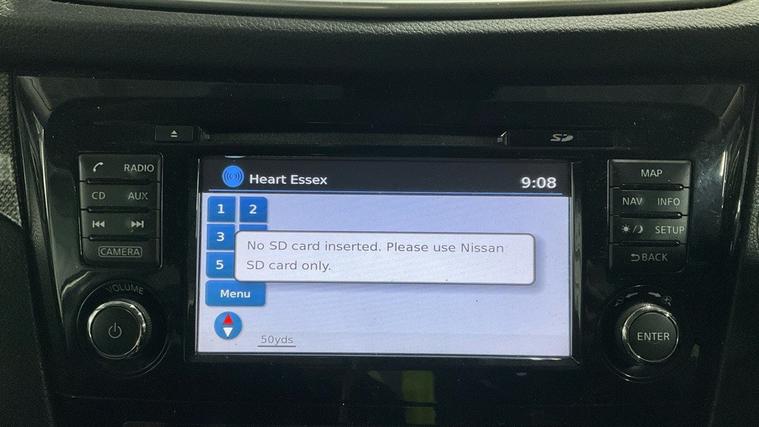 SD
RADIO
CD AUX
CAMERA
VOLUME
Heart Essex
9:08
1 2
3
5
No SD card inserted. Please use Nissan
SD card only.
Menu
50yds
MAP
NAV INFO
SETUP
BACK
ENTER